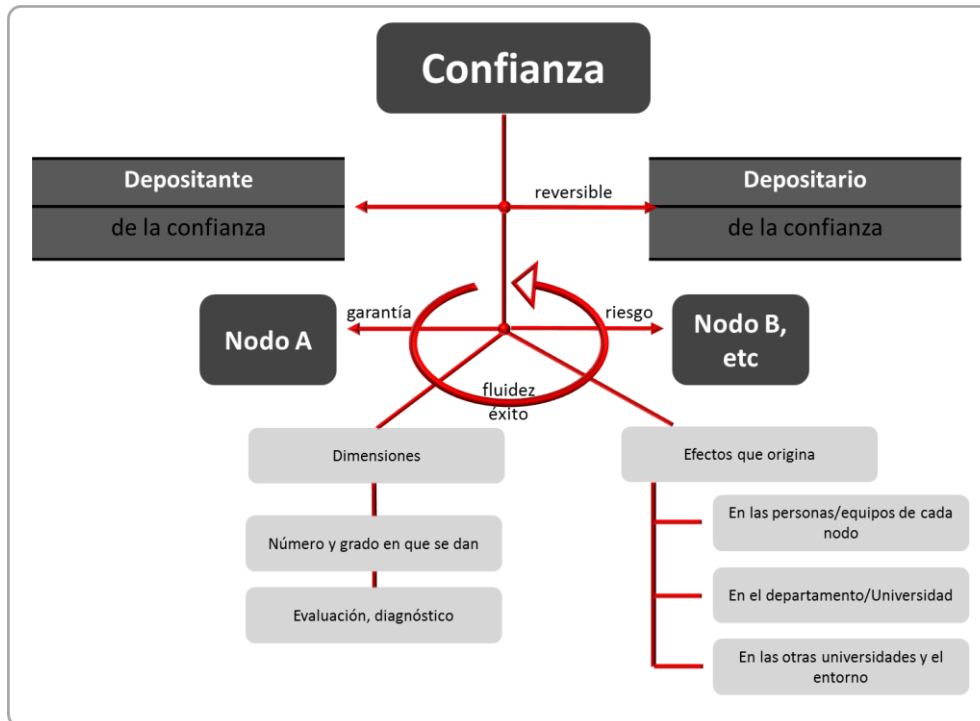 Confianza
Depositante
de la confianza
reversible
Depositario
de la confianza
garantía
riesgo
Nodo A
Nodo B,
etc
fluidez
éxito
Dimensiones
Número y grado en que se dan
Evaluación, diagnóstico
Efectos que origina
En las personas/equipos de cada
nodo
En el departamento/Universidad
En las otras universidades y el
entorno